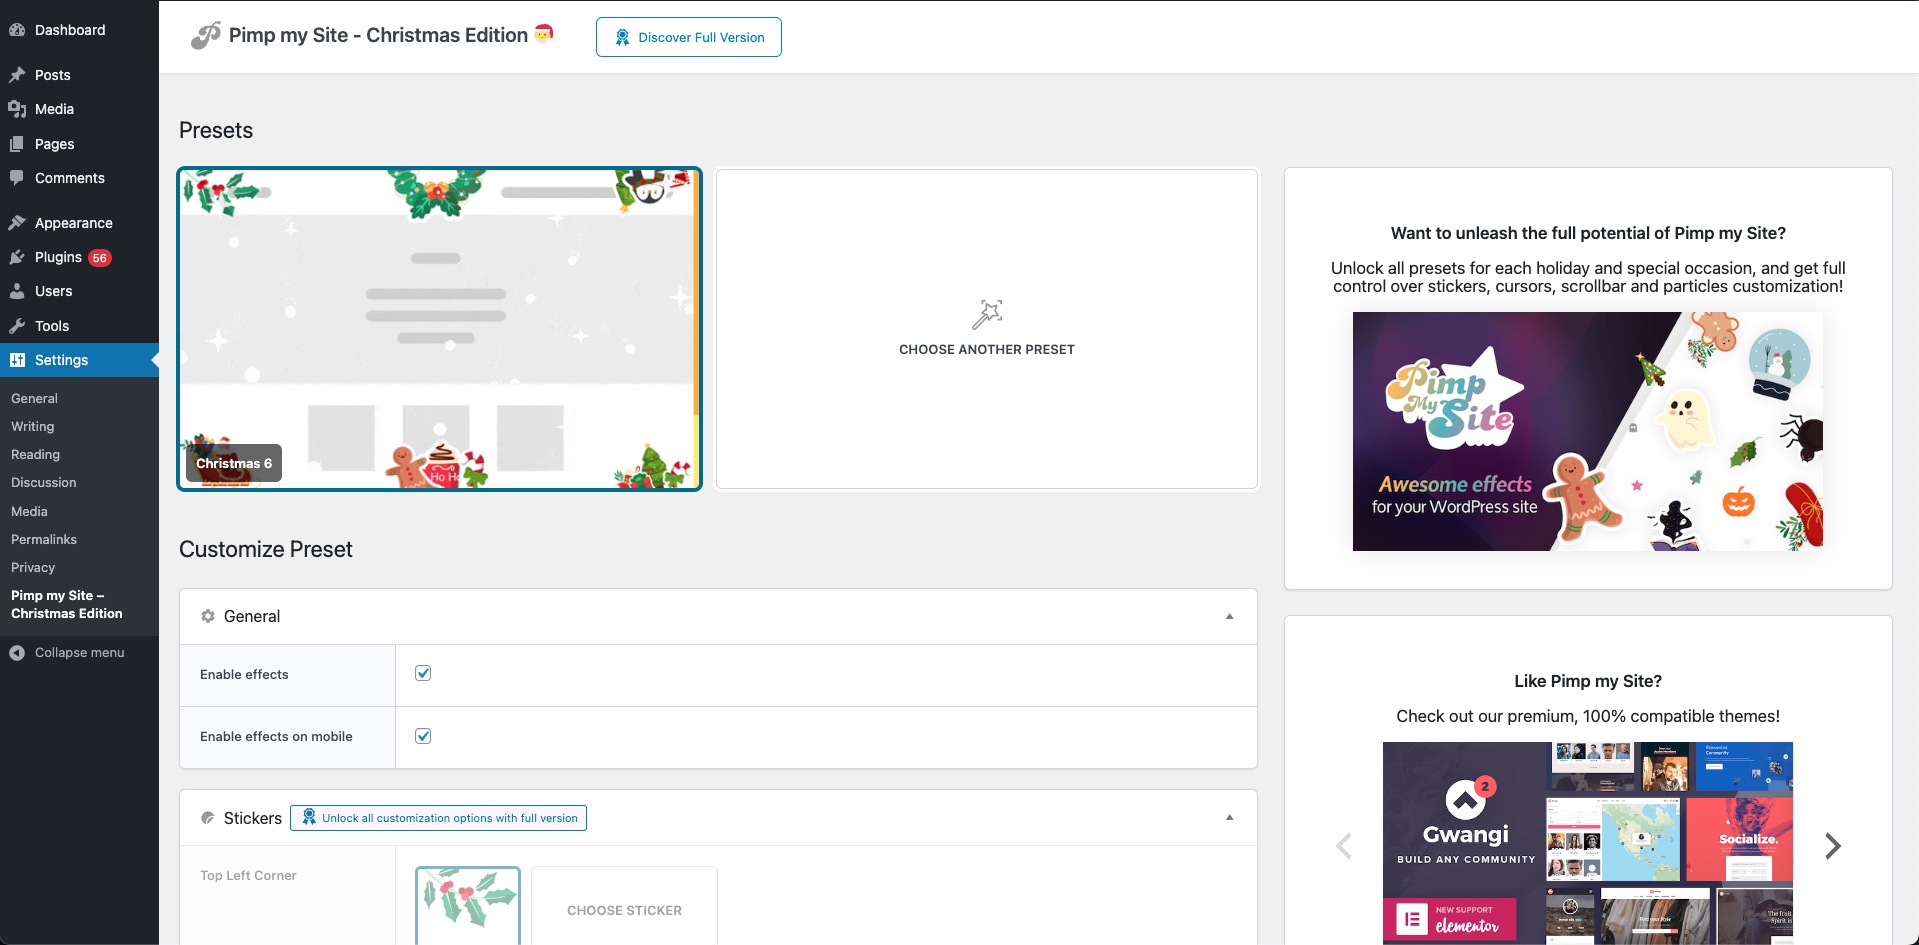 Dashboard
Posts
Media
Pages
Comments
Appearance
Plugins 56
Users
Tools
Settings
General
Writing
Reading
Discussion
Media
Permalinks
Privacy
Pimp my Site –
Christmas Edition
Collapse menu
Pimp my Site - Christmas Edition
Discover Full Version
Presets
Christmas 6
CHOOSE ANOTHER PRESET
Customize Preset
General
Enable effects
Enable effects on mobile
Stickers
Unlock all customization options with full version
Top Left Corner
CHOOSE STICKER
Want to unleash the full potential of Pimp my Site?
Unlock all presets for each holiday and special occasion, and get full
control over stickers, cursors, scrollbar and particles customization!
Pimp
My
Site
Awesome effects
for your WordPress site
Like Pimp my Site?
Check out our premium, 100% compatible themes!
2
Gwangi
BUILD ANY COMMUNITY
NEW SUPPORT
elementor
Socialize.